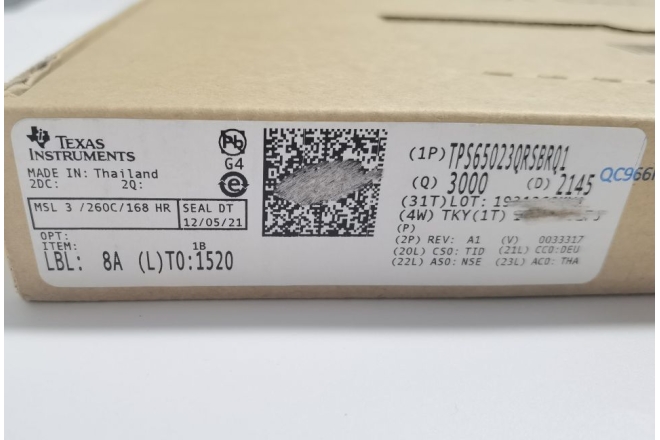 TEXAS
INSTRUMENTS
MADE IN: Thailand
2DC: 2Q:
MSL 3 /260C/168 HR SEAL DT
12/05/21
OPT:
ITEM: 1B
LBL: 8A (L)TO:1520
Pb
G4
e
(1P)TPS65023QRSBRQ1
(Q) 3000 (D) 2145
(31T)LOT:
(4W) TKY(1T)
(P)
(2P) REV: A1 (V) 0033317
(20L) CSO: TID (21L) CCO:DEU
(22L) ASO: NSE (23L) ACO: THA